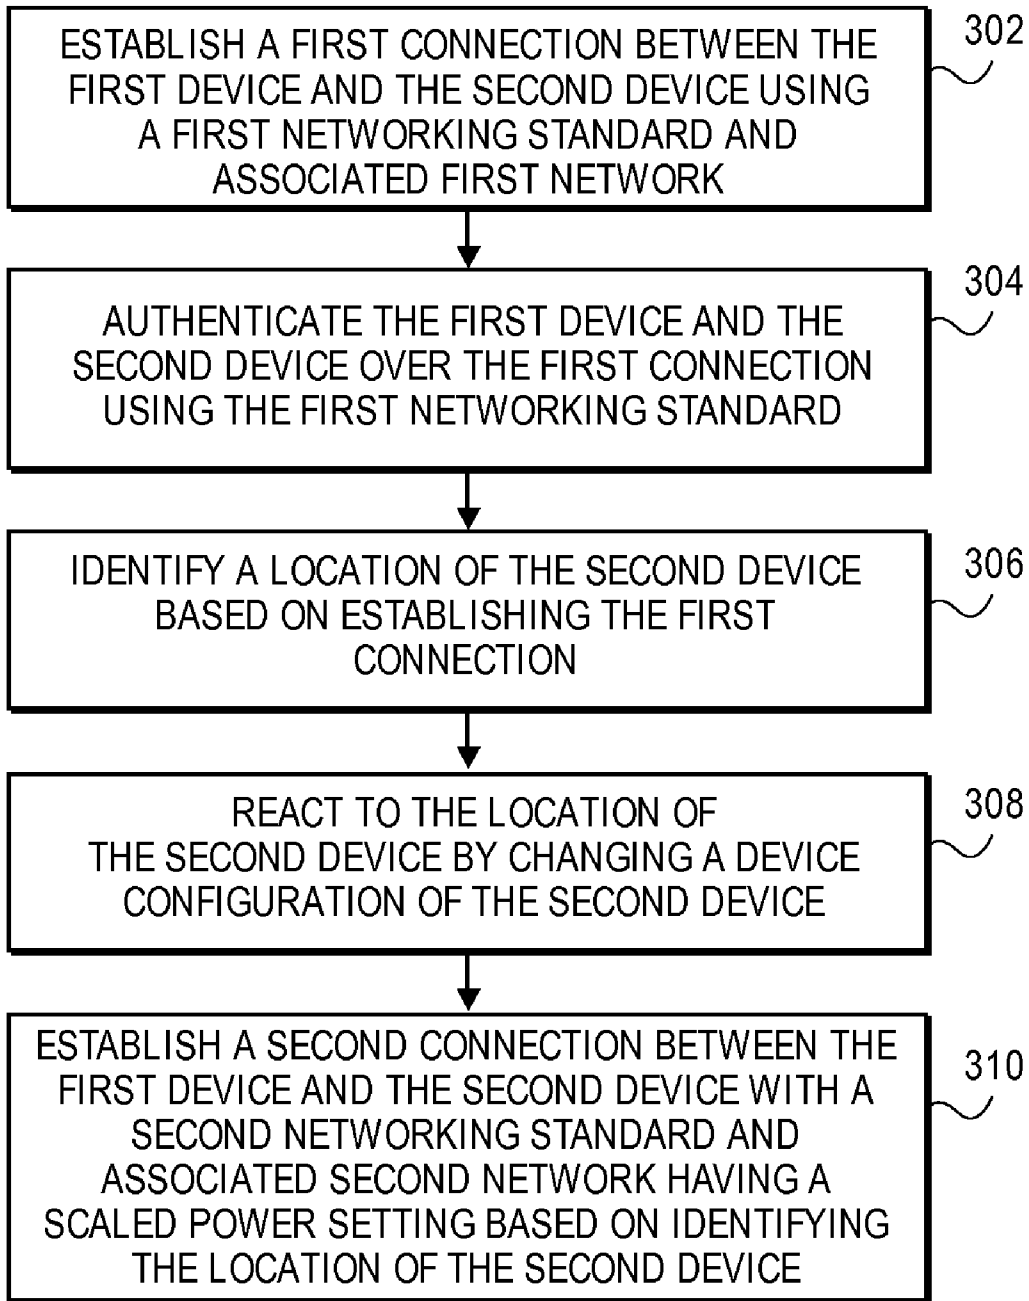 ESTABLISH A FIRST CONNECTION BETWEEN THE
FIRST DEVICE AND THE SECOND DEVICE USING
A FIRST NETWORKING STANDARD AND
ASSOCIATED FIRST NETWORK
302
AUTHENTICATE THE FIRST DEVICE AND THE
SECOND DEVICE OVER THE FIRST CONNECTION
USING THE FIRST NETWORKING STANDARD
304
IDENTIFY A LOCATION OF THE SECOND DEVICE
BASED ON ESTABLISHING THE FIRST
CONNECTION
306
REACT TO THE LOCATION OF
THE SECOND DEVICE BY CHANGING A DEVICE
CONFIGURATION OF THE SECOND DEVICE
308
ESTABLISH A SECOND CONNECTION BETWEEN THE
FIRST DEVICE AND THE SECOND DEVICE WITH A
SECOND NETWORKING STANDARD AND
ASSOCIATED SECOND NETWORK HAVING A
SCALED POWER SETTING BASED ON IDENTIFYING
THE LOCATION OF THE SECOND DEVICE
310